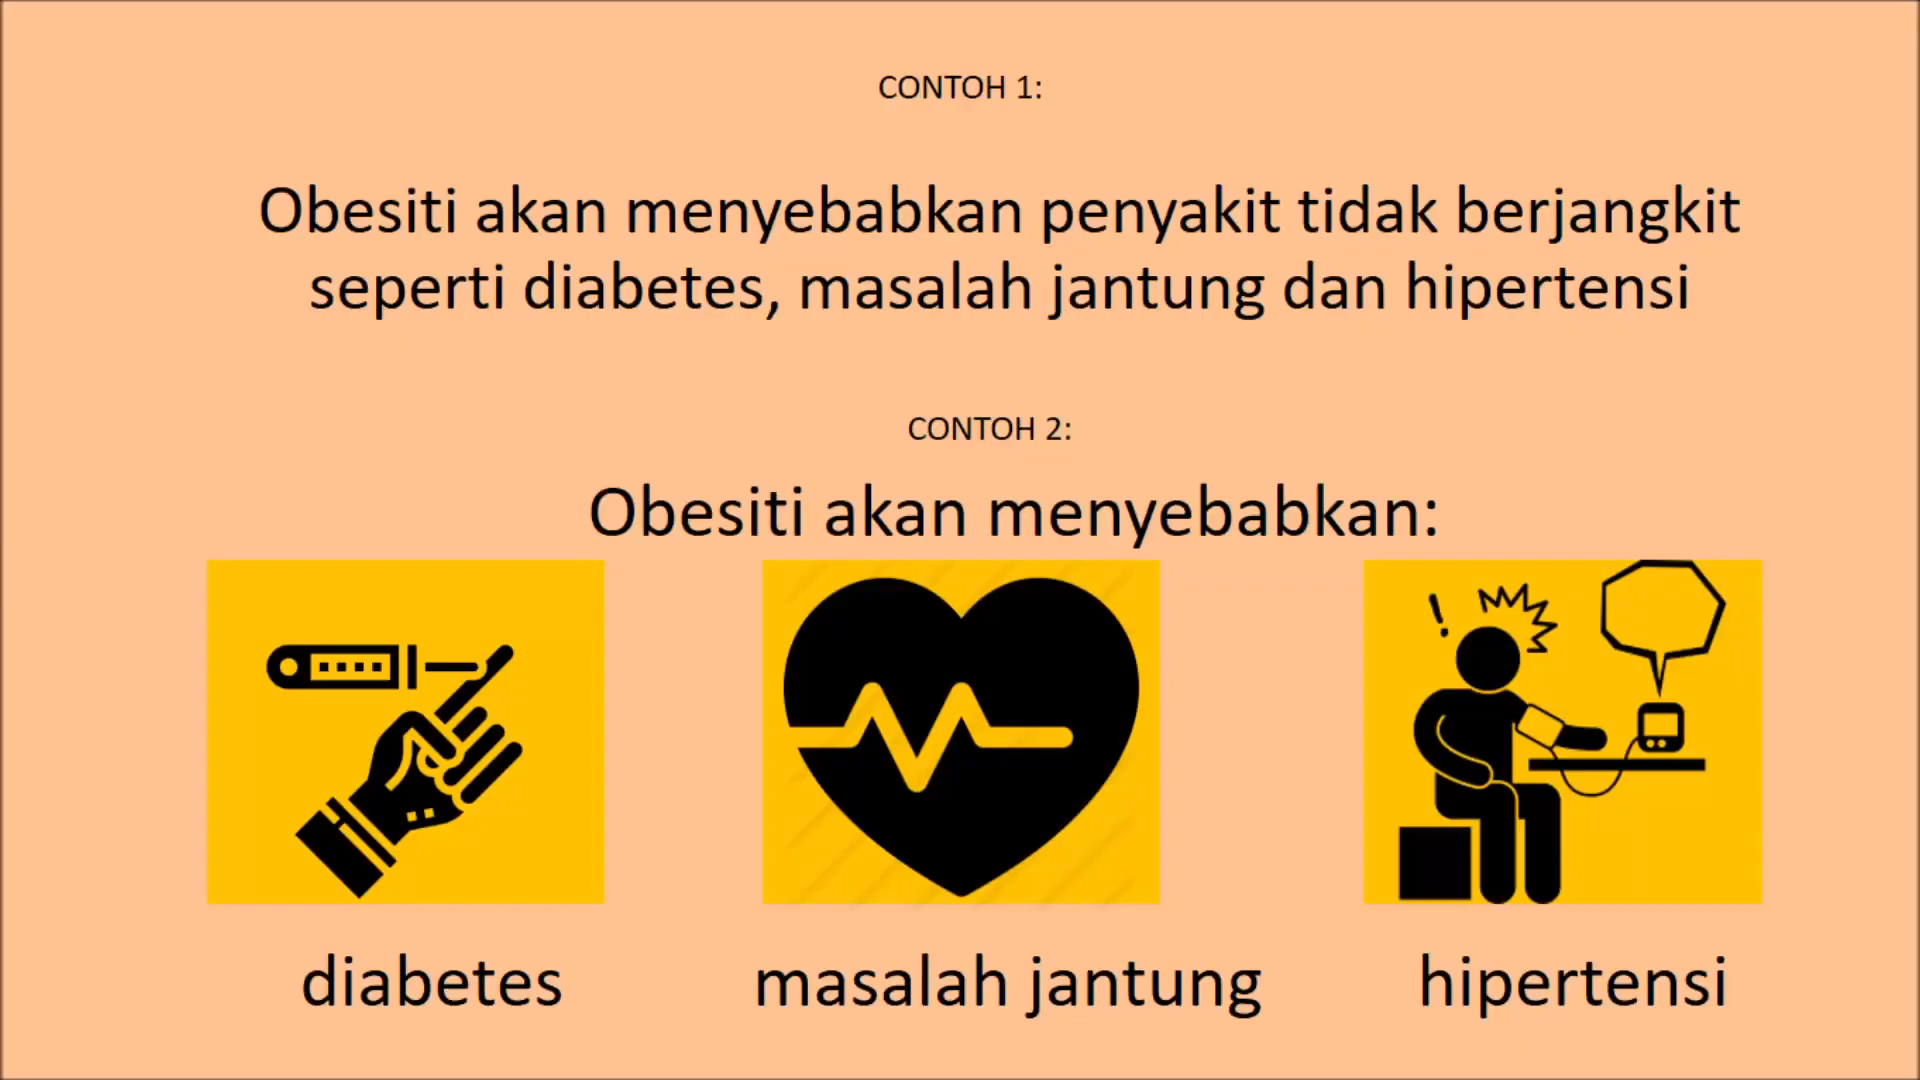 CONTOH 1:
Obesiti akan menyebabkan penyakit tidak berjangkit
seperti diabetes, masalah jantung dan hipertensi
CONTOH 2:
Obesiti akan menyebabkan:
diabetes
masalah jantung
hipertensi